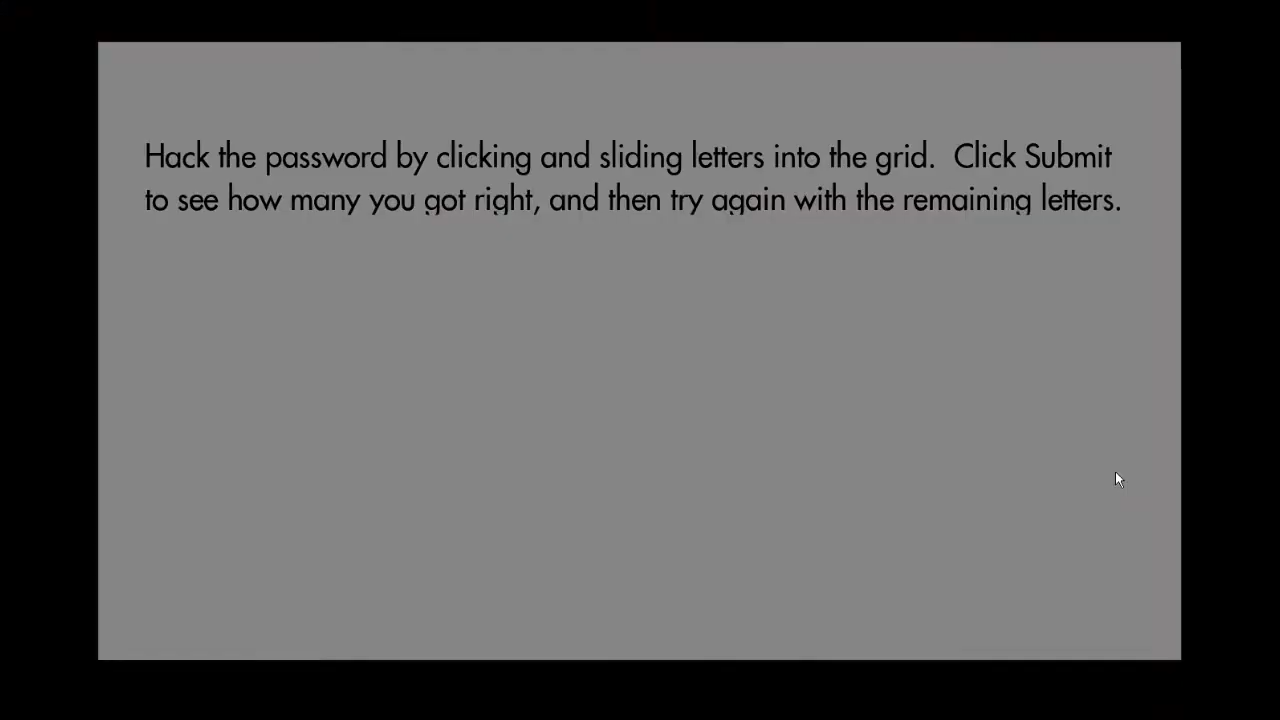 Hack the password by clicking and sliding letters into the grid.  Click Submit
to see how many you got right, and then try again with the remaining letters.